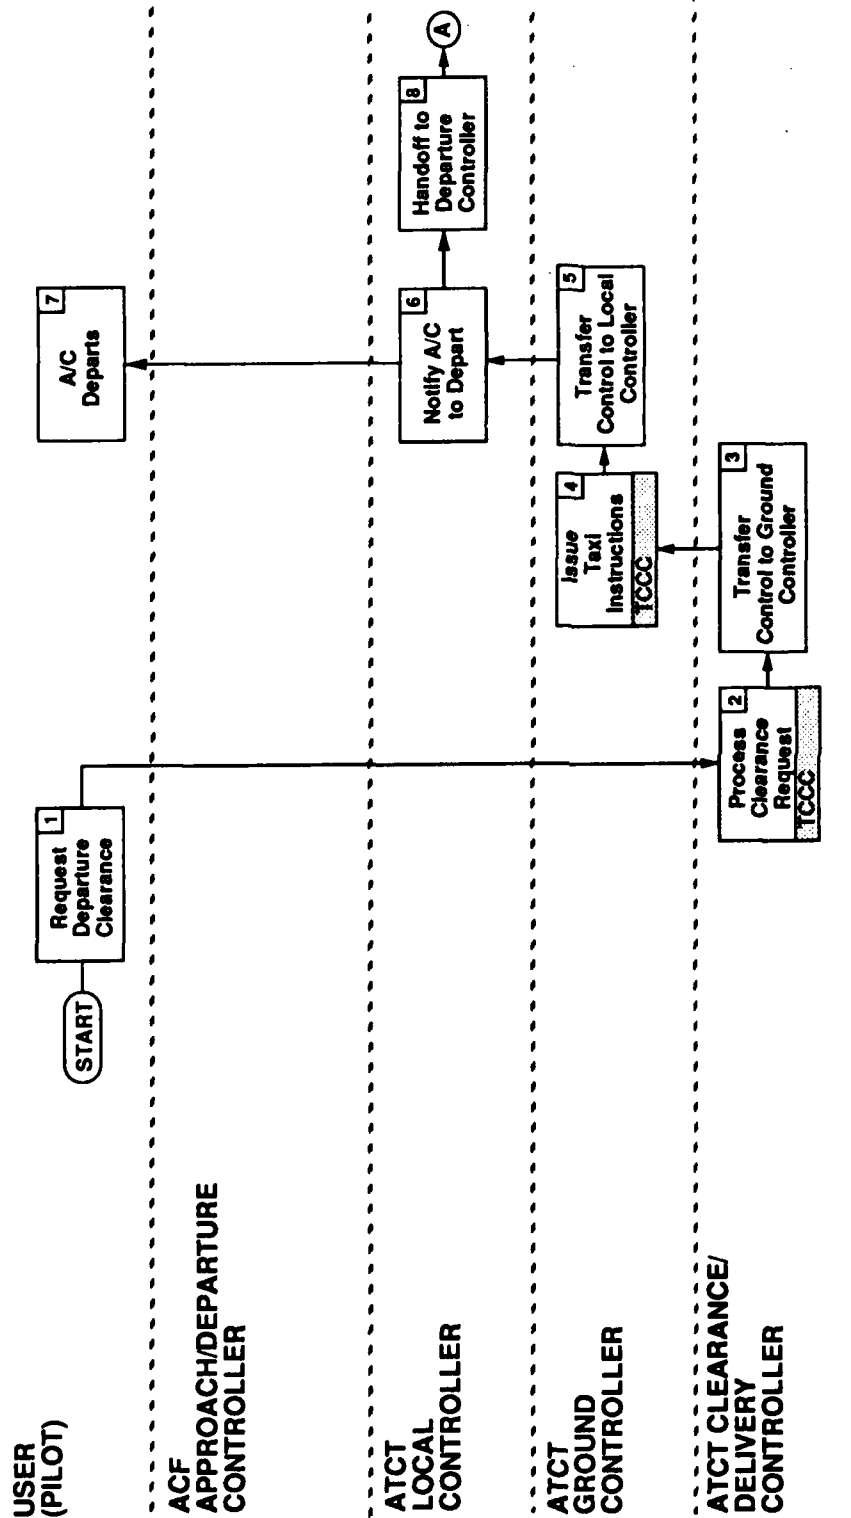 USER
(PILOT)
START
1
Request
Departure
Clearance
7
A/C
Departs
ACF
APPROACH/DEPARTURE
CONTROLLER
ATCT
LOCAL
CONTROLLER
6
Notify A/C
to Depart
8
Handoff to
Departure
Controller
A
ATCT
GROUND
CONTROLLER
4
Issue
Taxi
Instructions
TCCC
5
Transfer
Control to Local
Controller
ATCT CLEARANCE/
DELIVERY
CONTROLLER
2
Process
Clearance
Request
TCCC
3
Transfer
Control to Ground
Controller